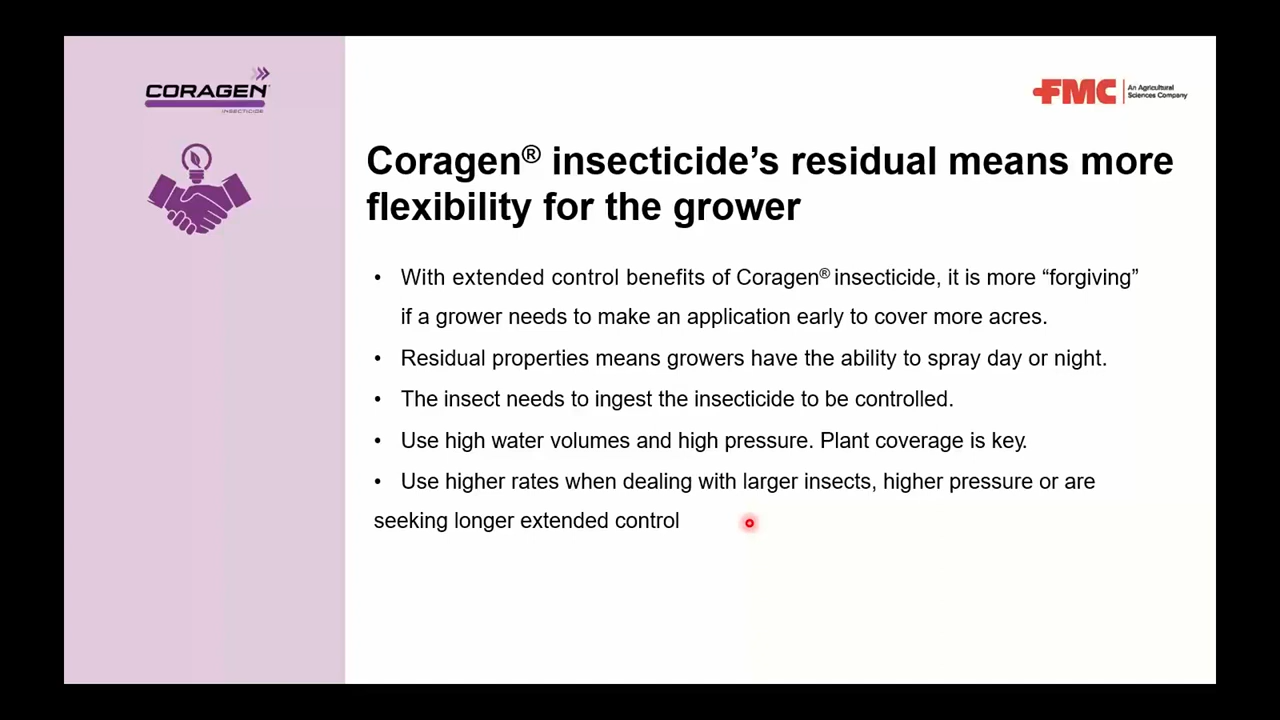 CORAGEN®
INSECTICIDE
FMC
An Agricultural
Sciences Company
Coragen® insecticide’s residual means more
flexibility for the grower
• With extended control benefits of Coragen® insecticide, it is more “forgiving”
if a grower needs to make an application early to cover more acres.
• Residual properties means growers have the ability to spray day or night.
• The insect needs to ingest the insecticide to be controlled.
• Use high water volumes and high pressure. Plant coverage is key.
• Use higher rates when dealing with larger insects, higher pressure or are
seeking longer extended control